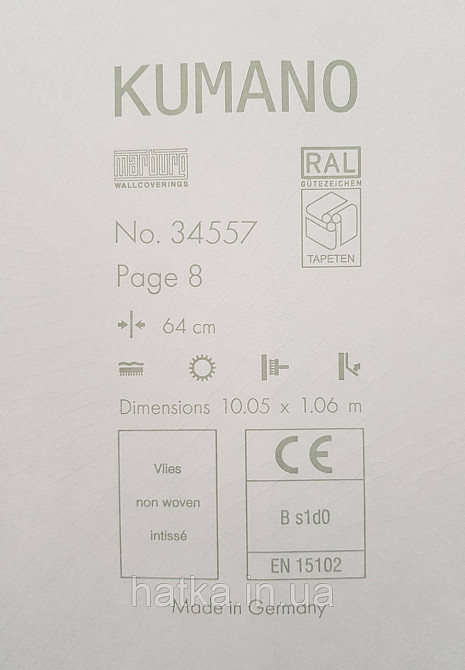 KUMANO
marburg
WALLCOVERINGS
RAL
GÜTEZEICHEN
TAPETEN
No. 34557
Page 8
64 cm
Dimensions 10.05 x 1.06 m
Vlies
non woven
intissé
CE
B s1d0
EN 15102
hatka.in.ua
Made in Germany